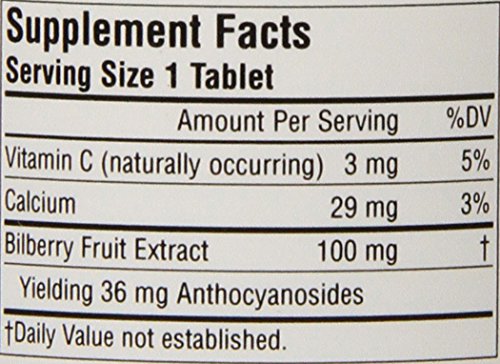 Supplement Facts
Serving Size 1 Tablet
Amount Per Serving %DV
Vitamin C (naturally occurring) 3 mg 5%
Calcium 29 mg 3%
Bilberry Fruit Extract 100 mg †
Yielding 36 mg Anthocyanosides
†Daily Value not established.